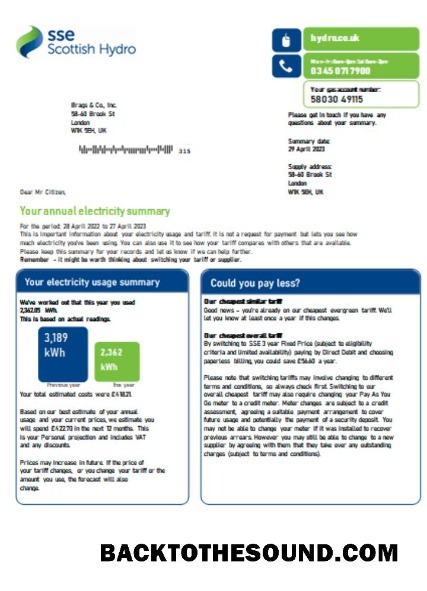 sse
Scottish Hydro
hydro.co.uk
0345 071 7900
Your gas account number:
58030 49115
Brags & Co, Inc.
58-60 Brook St
London
W1K 5EH, UK
315
Please get in touch if you have any
questions about your summary.
Summary date:
29 April 2023
Supply address:
58-60 Brook St
London
W1K 5EH, UK
Dear Mr Citizen,
Your annual electricity summary
For the period: 28 April 2022 to 27 April 2023
This is important information about your electricity usage and tariff. It is not a request for payment but lets you see how
much electricity you've been using. You can also use it to see how your tariff compares with others that are available.
Please keep this summary for your records and let us know if we can help further.
Remember - it might be worth thinking about switching your tariff or supplier.
Your electricity usage summary
We've worked out that this year you used
2,362.05 kWh.
This is based on actual readings.
3,189
kWh
2,362
kWh
Previous year
This year
Your total estimated costs were £418.21.
Based on our best estimate of your annual
usage and your current prices, we estimate you
will spend £422.70 in the next 12 months. This
is your Personal projection and includes VAT
and any discounts.
Prices may increase in future. If the price of
your tariff changes, or you change your tariff or the
amount you use, the forecast will also
change.
Could you pay less?
Our cheapest similar tariff
Good news - you're already on our cheapest evergreen tariff. We'll
let you know at least once a year if this changes.
Our cheapest overall tariff
By switching to SSE 3 year Fixed Price (subject to eligibility
criteria and limited availability) paying by Direct Debit and choosing
paperless billing, you could save £56.60 a year.
Please note that switching tariffs may involve changing to different
terms and conditions, so always check first. Switching to our
overall cheapest tariff may also require changing your Pay As You
Go meter to a credit meter. Meter changes are subject to a credit
assessment, agreeing a suitable payment arrangement to cover
future usage and potentially the payment of a security deposit. You
may not be able to change your meter if it was installed to recover
previous arrears. However you may still be able to change to a new
supplier by agreeing with them that they take over any outstanding
charges (subject to terms and conditions).
BACKTOTHESOUND.COM